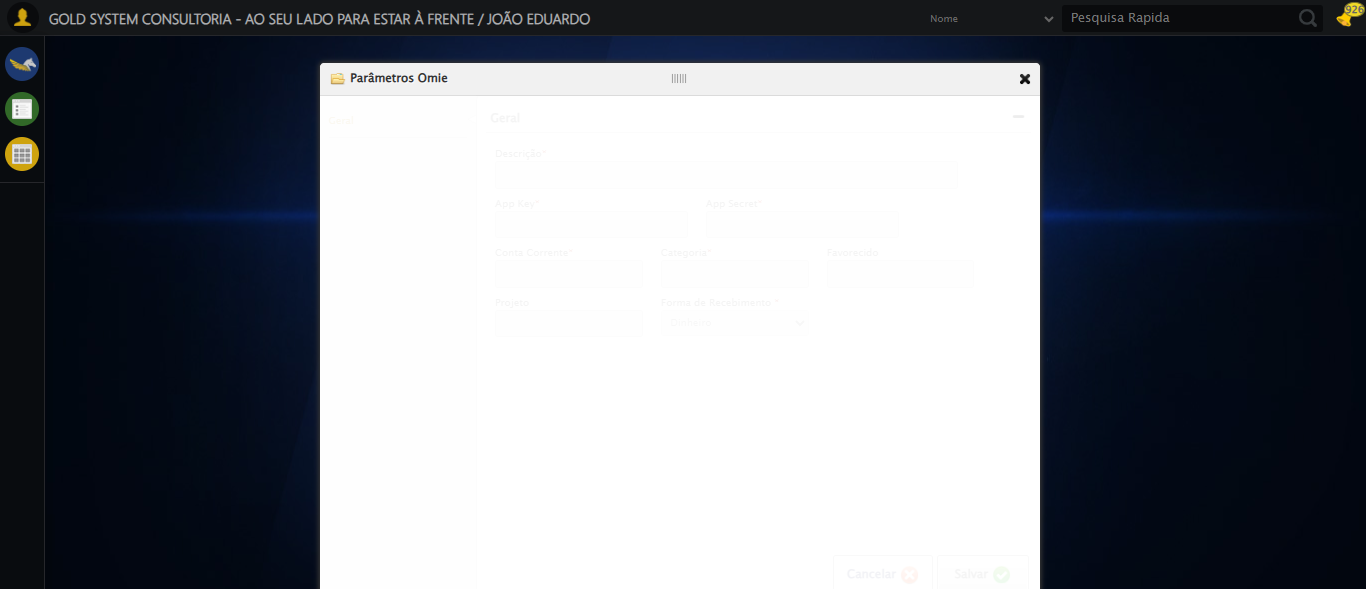 GOLD SYSTEM CONSULTORIA - AO SEU LADO PARA ESTAR À FRENTE / JOÃO EDUARDO
Nome
Pesquisa Rapida
926
Parâmetros Omie
Geral
Geral
Descrição*
App Key*
App Secret*
Conta Corrente*
Categoria*
Favorecido
Projeto
Forma de Recebimento *
Dinheiro
Cancelar
Salvar